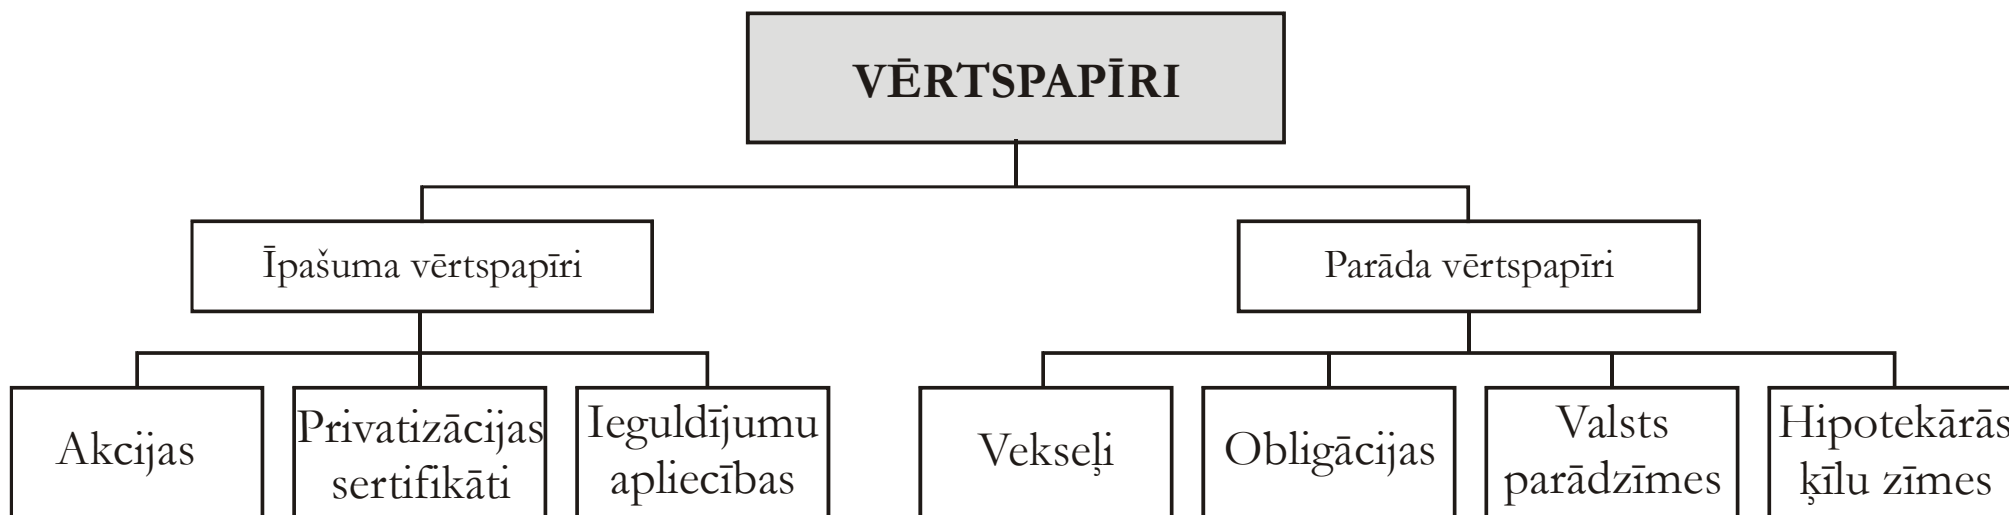 VĒRTSPAPĪRI
Īpašuma vērtspapīri
Parāda vērtspapīri
Akcijas
Privatizācijas
sertifikāti
Ieguldījumu
apliecības
Vekseļi
Obligācijas
Valsts
parādzīmes
Hipotekārās
ķīlu zīmes